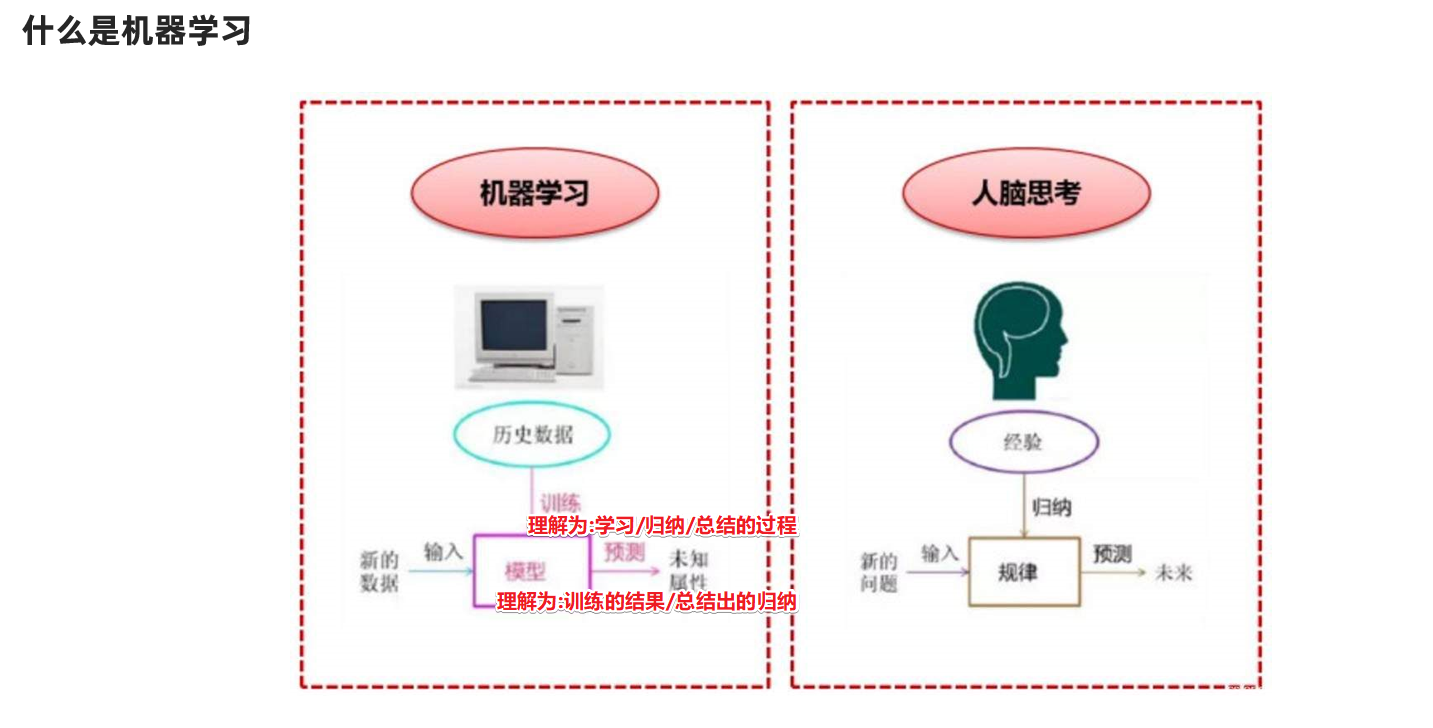 什么是机器学习
机器学习
历史数据
训练
理解为:学习/归纳/总结的过程
新的
数据
输入
模型
预测
未知
属性
理解为:训练的结果/总结出的归纳
人脑思考
经验
归纳
新的
问题
输入
规律
预测
未来